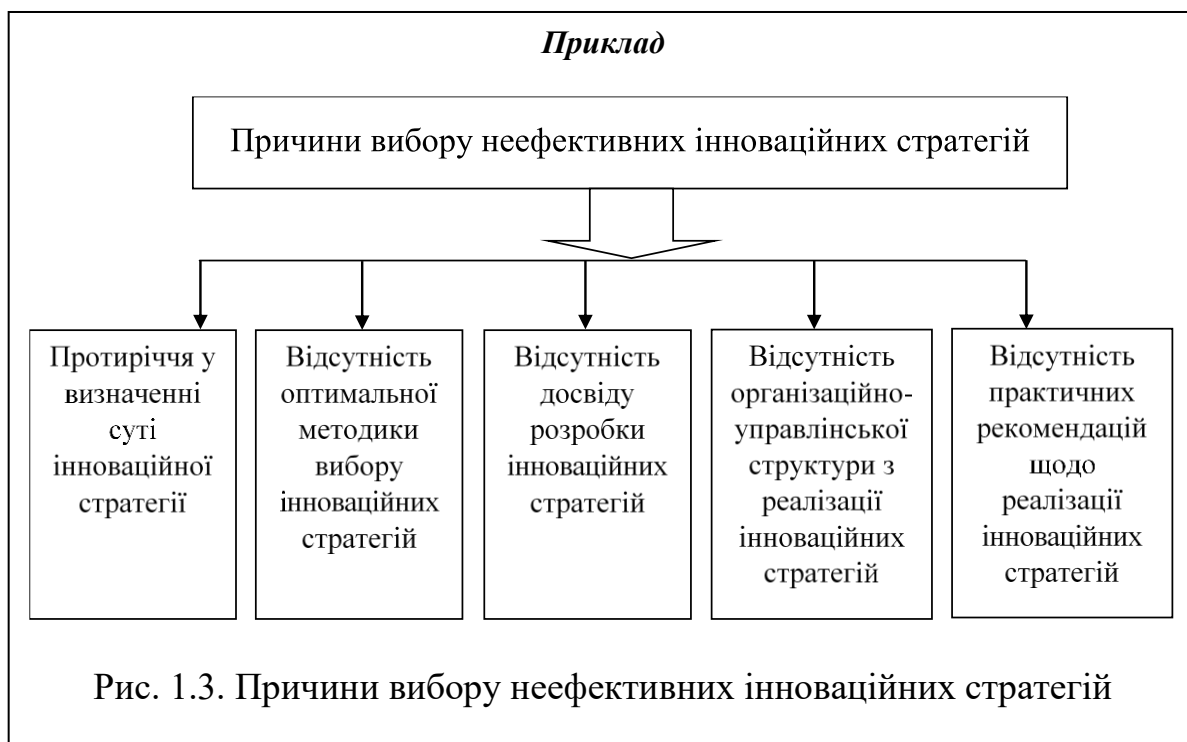 Приклад
Причини вибору неефективних інноваційних стратегій
Протиріччя у
визначенні
суті
інноваційної
стратегії
Відсутність
оптимальної
методики
вибору
інноваційних
стратегій
Відсутність
досвіду
розробки
інноваційних
стратегій
Відсутність
організаційно-
управлінської
структури з
реалізації
інноваційних
стратегій
Відсутність
практичних
рекомендацій
щодо
реалізації
інноваційних
стратегій
Рис. 1.3. Причини вибору неефективних інноваційних стратегій